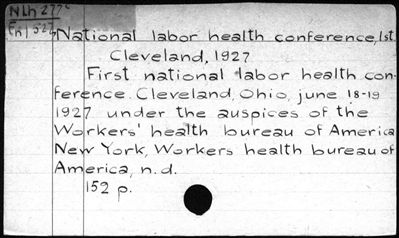 NLh 277
Fn1527
National labor health conference, 1st.
Cleveland, 1927.
First national labor health con-
ference. Cleveland, Ohio, june 18-19
1927 under the auspices of the
Workers' health bureau of America
New York, Workers health bureau of
America, n.d.
152 p.